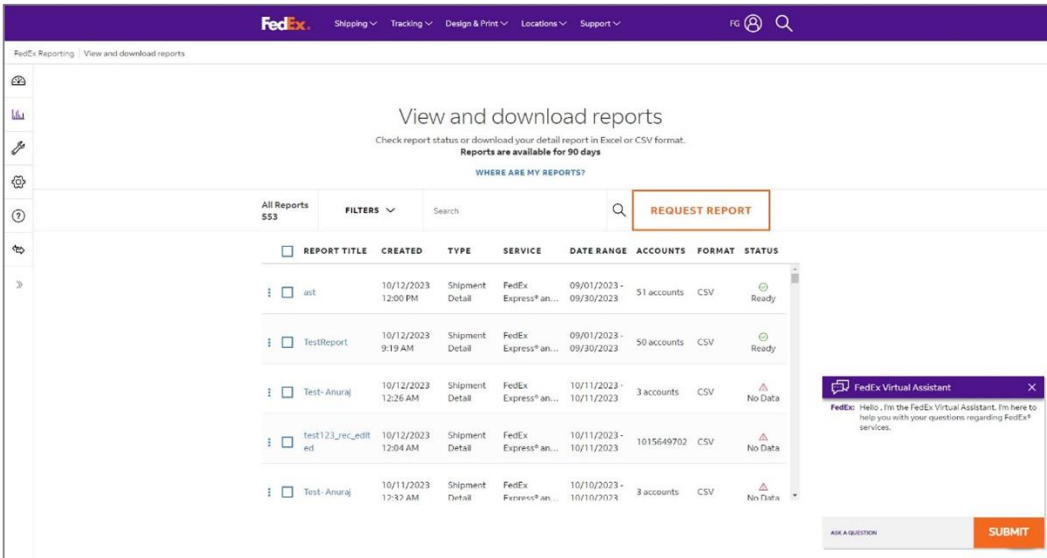 FedEx. Shipping Tracking Design & Print Locations Support FG
FedEx Reporting | View and download reports
View and download reports
Check report status or download your detail report in Excel or CSV format.
Reports are available for 90 days
WHERE ARE MY REPORTS?
All Reports
553
FILTERS
Search
REQUEST REPORT
REPORT TITLE CREATED TYPE SERVICE DATE RANGE ACCOUNTS FORMAT STATUS
ast 10/12/2023 12:00 PM Shipment Detail FedEx Express® an... 09/01/2023 - 09/30/2023 51 accounts CSV Ready
TestReport 10/12/2023 9:19 AM Shipment Detail FedEx Express® an... 09/01/2023 - 09/30/2023 50 accounts CSV Ready
Test- Anuraj 10/12/2023 12:26 AM Shipment Detail FedEx Express® an... 10/11/2023 - 10/11/2023 3 accounts CSV No Data
test123_rec_edited 10/12/2023 12:04 AM Shipment Detail FedEx Express® an... 10/11/2023 - 10/11/2023 1015649702 CSV No Data
Test- Anuraj 10/11/2023 12:32 AM Shipment Detail FedEx Express® an... 10/10/2023 - 10/10/2023 3 accounts CSV No Data
FedEx Virtual Assistant
FedEx: Hello , I'm the FedEx Virtual Assistant. I'm here to
help you with your questions regarding FedEx®
services.
ASK A QUESTION
SUBMIT